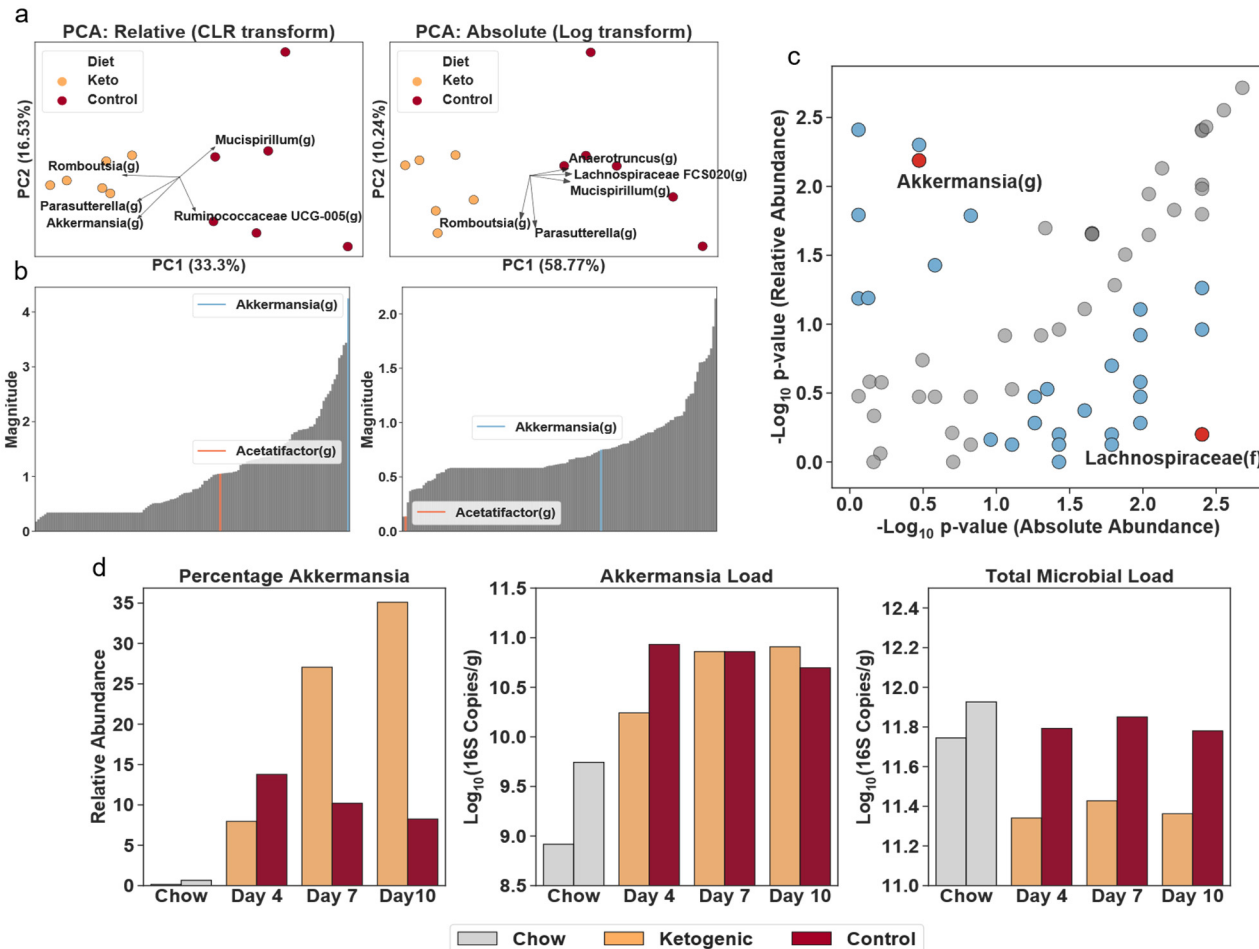 a
PCA: Relative (CLR transform)
PC2 (16.53%)
Diet
Keto
Control
Mucispirillum(g)
Romboutsia(g)
Parasutterella(g)
Akkermansia(g)
Ruminococcaceae UCG-005(g)
PC1 (33.3%)
PCA: Absolute (Log transform)
PC2 (10.24%)
Diet
Keto
Control
Anaerotruncus(g)
Lachnospiraceae FCS020(g)
Mucispirillum(g)
Romboutsia(g)
Parasutterella(g)
PC1 (58.77%)
b
Magnitude
4
3
2
1
0
Akkermansia(g)
Acetatifactor(g)
Magnitude
2.0
1.5
1.0
0.5
0.0
Akkermansia(g)
Acetatifactor(g)
c
-Log10 p-value (Relative Abundance)
2.5
2.0
1.5
1.0
0.5
0.0
Akkermansia(g)
Lachnospiraceae(f)
0.0 0.5 1.0 1.5 2.0 2.5
-Log10 p-value (Absolute Abundance)
d
Percentage Akkermansia
Relative Abundance
35
30
25
20
15
10
5
0
Chow Day 4 Day 7 Day10
Akkermansia Load
Log10(16S Copies/g)
11.5
11.0
10.5
10.0
9.5
9.0
8.5
Chow Day 4 Day 7 Day 10
Total Microbial Load
Log10(16S Copies/g)
12.4
12.2
12.0
11.8
11.6
11.4
11.2
11.0
Chow Day 4 Day 7 Day 10
Chow Ketogenic Control